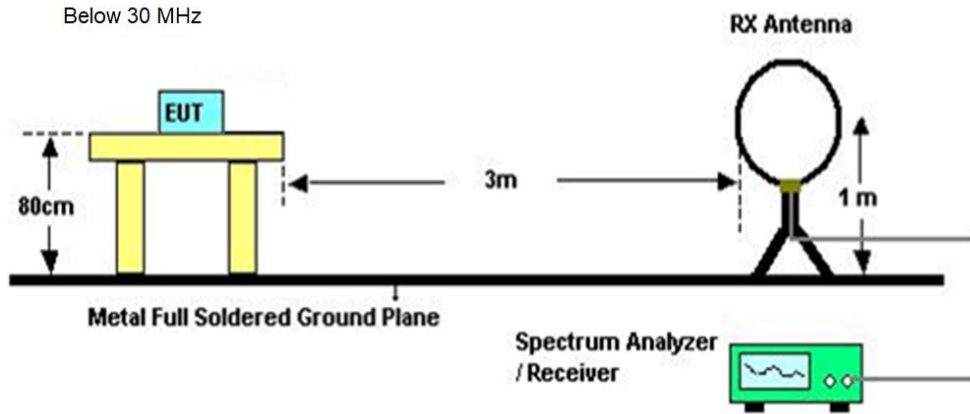 Below 30 MHz
RX Antenna
EUT
3m
80cm
1 m
Metal Full Soldered Ground Plane
Spectrum Analyzer
/ Receiver